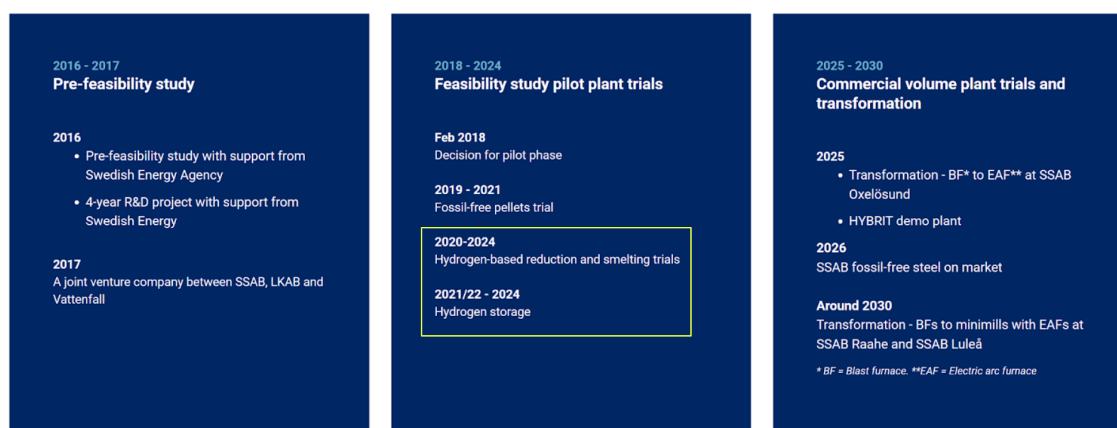 2016 - 2017
Pre-feasibility study
2016
• Pre-feasibility study with support from
Swedish Energy Agency
• 4-year R&D project with support from
Swedish Energy
2017
A joint venture company between SSAB, LKAB and
Vattenfall
2018 - 2024
Feasibility study pilot plant trials
Feb 2018
Decision for pilot phase
2019 - 2021
Fossil-free pellets trial
2020-2024
Hydrogen-based reduction and smelting trials
2021/22 - 2024
Hydrogen storage
2025 - 2030
Commercial volume plant trials and
transformation
2025
• Transformation - BF* to EAF** at SSAB
Oxelösund
• HYBRIT demo plant
2026
SSAB fossil-free steel on market
Around 2030
Transformation - BFs to minimills with EAFs at
SSAB Raahe and SSAB Luleå
* BF = Blast furnace. **EAF = Electric arc furnace